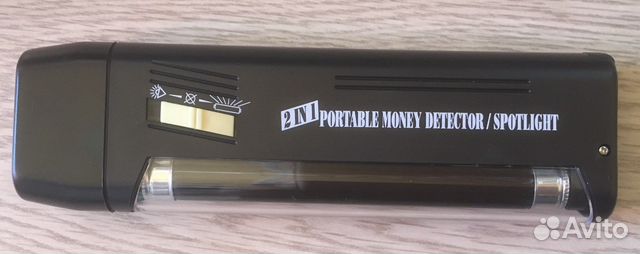 2 IN 1 PORTABLE MONEY DETECTOR / SPOTLIGHT
Avito